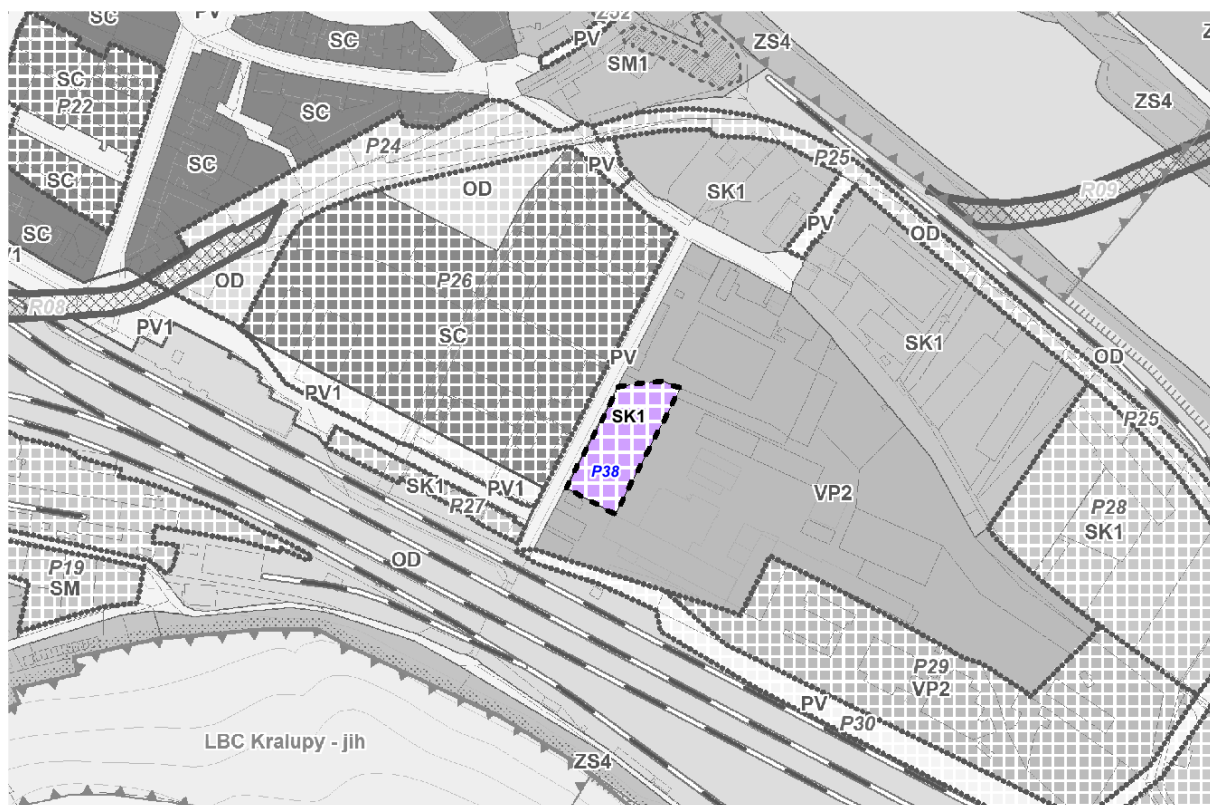 SC
PV
Z32
PV
SC
SM1
ZS4
Z
SC
P22
SC
ZS4
SC
P24
PV
P25
SC
OD
SK1
R09
SC
PV
OD
V1
OD
P26
R08
PV1
SC
SK1
PV
OD
PV1
SK1
P25
P38
SK1
PV1
P27
VP2
P28
SK1
OD
P19
SM
P29
VP2
PV
P30
LBC Kralupy - jih
ZS4